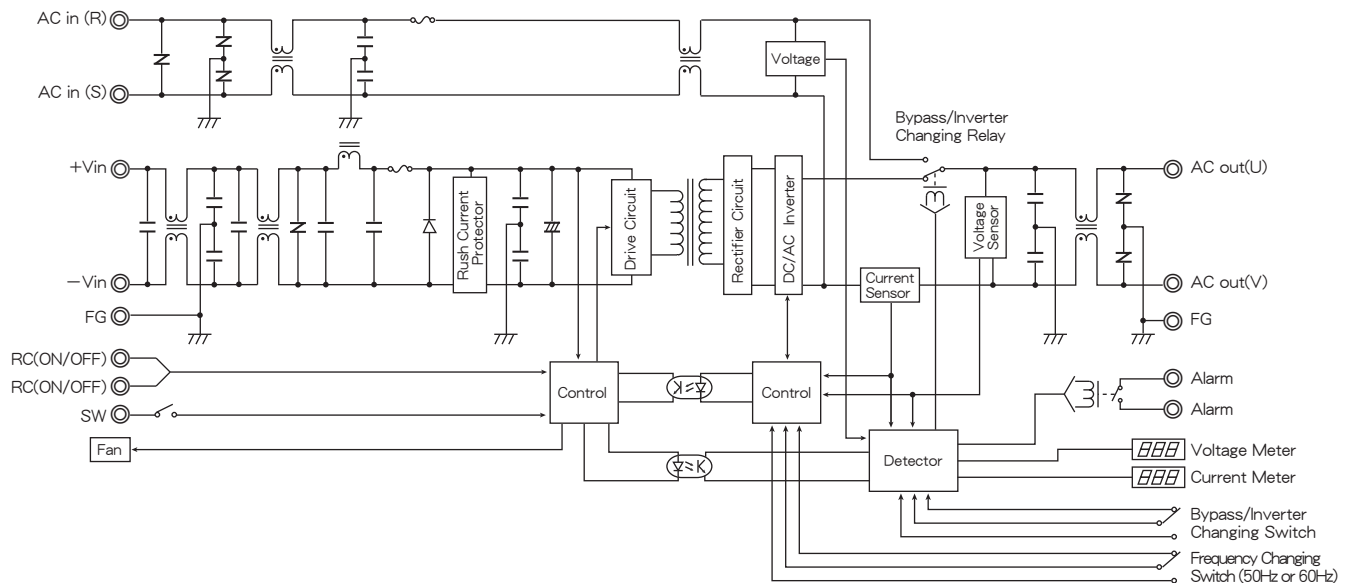 AC in (R)
AC in (S)
Voltage
Bypass/Inverter
Changing Relay
+Vin
−Vin
FG
Rush Current
Protector
Drive Circuit
Rectifier Circuit
DC/AC Inverter
Current
Sensor
Voltage
Sensor
AC out(U)
AC out(V)
FG
RC(ON/OFF)
RC(ON/OFF)
SW
Fan
Control
Control
Detector
Alarm
Alarm
888 Voltage Meter
888 Current Meter
Bypass/Inverter
Changing Switch
Frequency Changing
Switch (50Hz or 60Hz)